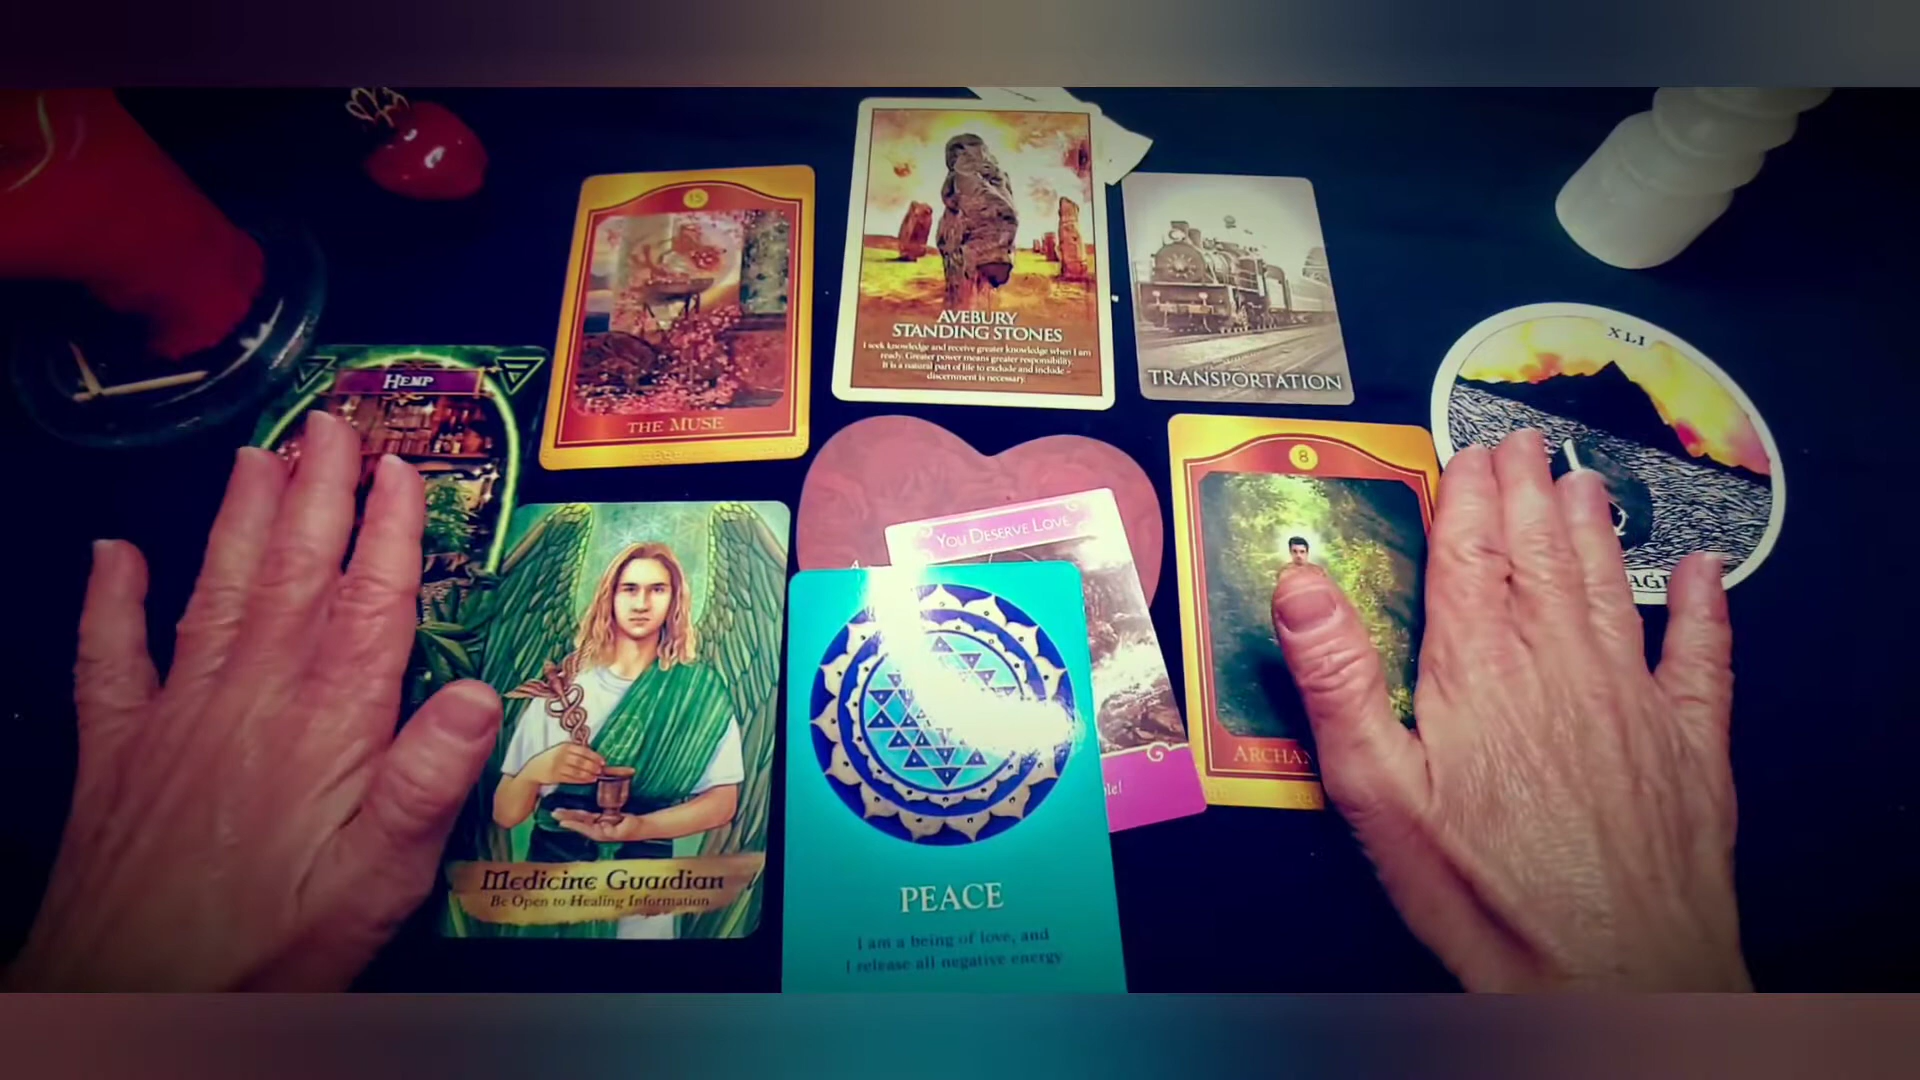 HEMP
15
THE MUSE
AVEBURY
STANDING STONES
I seek knowledge and receive greater knowledge when I am
ready. Greater power means greater responsibility.
It is a natural part of life to exclude and include –
discernment is necessary.
TRANSPORTATION
XLI
YOU DESERVE LOVE
8
Medicine Guardian
Be Open to Healing Information
PEACE
I am a being of love, and
I release all negative energy